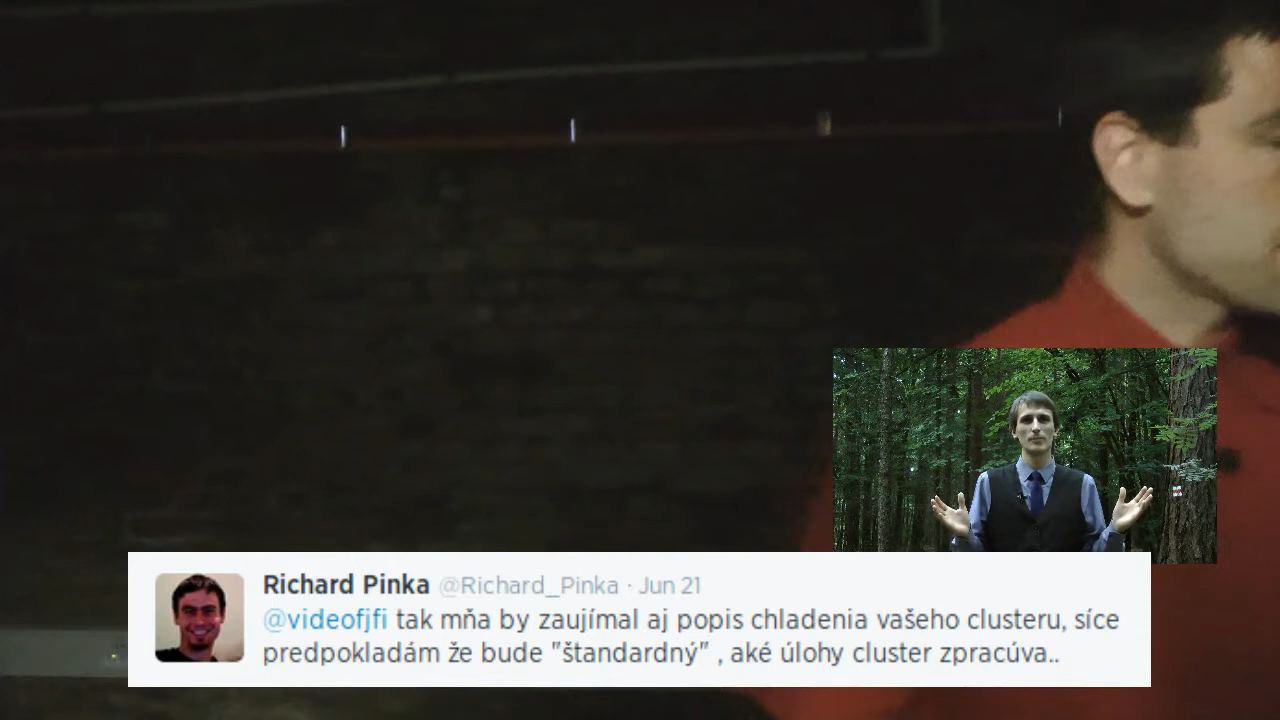 Richard Pinka @Richard_Pinka · Jun 21
@videofjfi tak mňa by zaujímal aj popis chladenia vašeho clusteru, síce
predpokladám že bude "štandardný" , aké úlohy cluster zpracúva..